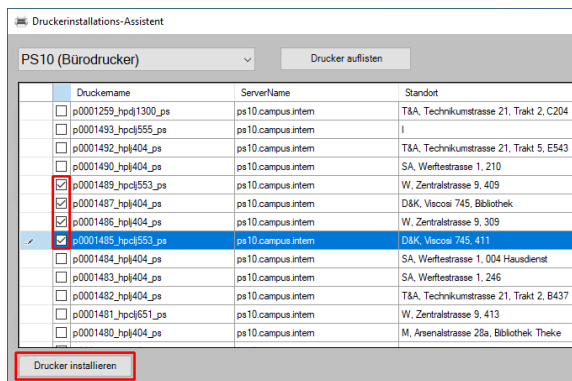 Druckerinstallations-Assistent
PS10 (Bürodrucker) Drucker auflisten
Druckername ServerName Standort
p0001259_hpdj1300_ps ps10.campus.intern T&A, Technikumstrasse 21, Trakt 2, C204
p0001493_hpclj555_ps ps10.campus.intern I
p0001492_hplj404_ps ps10.campus.intern T&A, Technikumstrasse 21, Trakt 5, E543
p0001490_hplj404_ps ps10.campus.intern SA, Werftestrasse 1, 210
p0001489_hpclj553_ps ps10.campus.intern W, Zentralstrasse 9, 409
p0001487_hplj404_ps ps10.campus.intern D&K, Viscosi 745, Bibliothek
p0001486_hplj404_ps ps10.campus.intern W, Zentralstrasse 9, 309
p0001485_hpclj553_ps ps10.campus.intern D&K, Viscosi 745, 411
p0001484_hplj404_ps ps10.campus.intern SA, Werftestrasse 1, 004 Hausdienst
p0001483_hplj404_ps ps10.campus.intern SA, Werftestrasse 1, 246
p0001482_hplj404_ps ps10.campus.intern T&A, Technikumstrasse 21, Trakt 2, B437
p0001481_hpclj651_ps ps10.campus.intern W, Zentralstrasse 9, 413
p0001480_hplj404_ps ps10.campus.intern M, Arsenalstrasse 28a, Bibliothek Theke
Drucker installieren